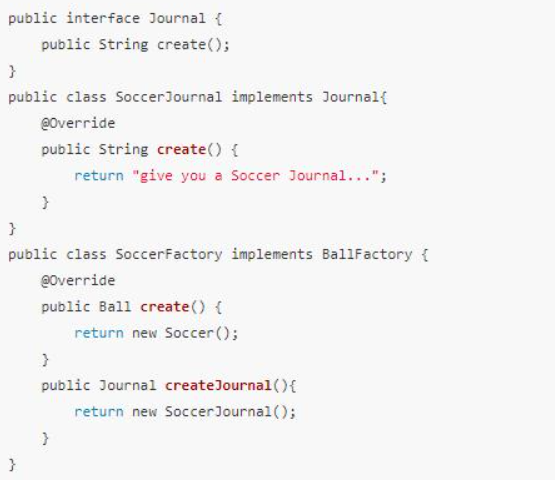 public interface Journal {
    public String create();
}
public class SoccerJournal implements Journal{
    @Override
    public String create() {
        return "give you a Soccer Journal...";
    }
}
public class SoccerFactory implements BallFactory {
    @Override
    public Ball create() {
        return new Soccer();
    }
    public Journal createJournal(){
        return new SoccerJournal();
    }
}